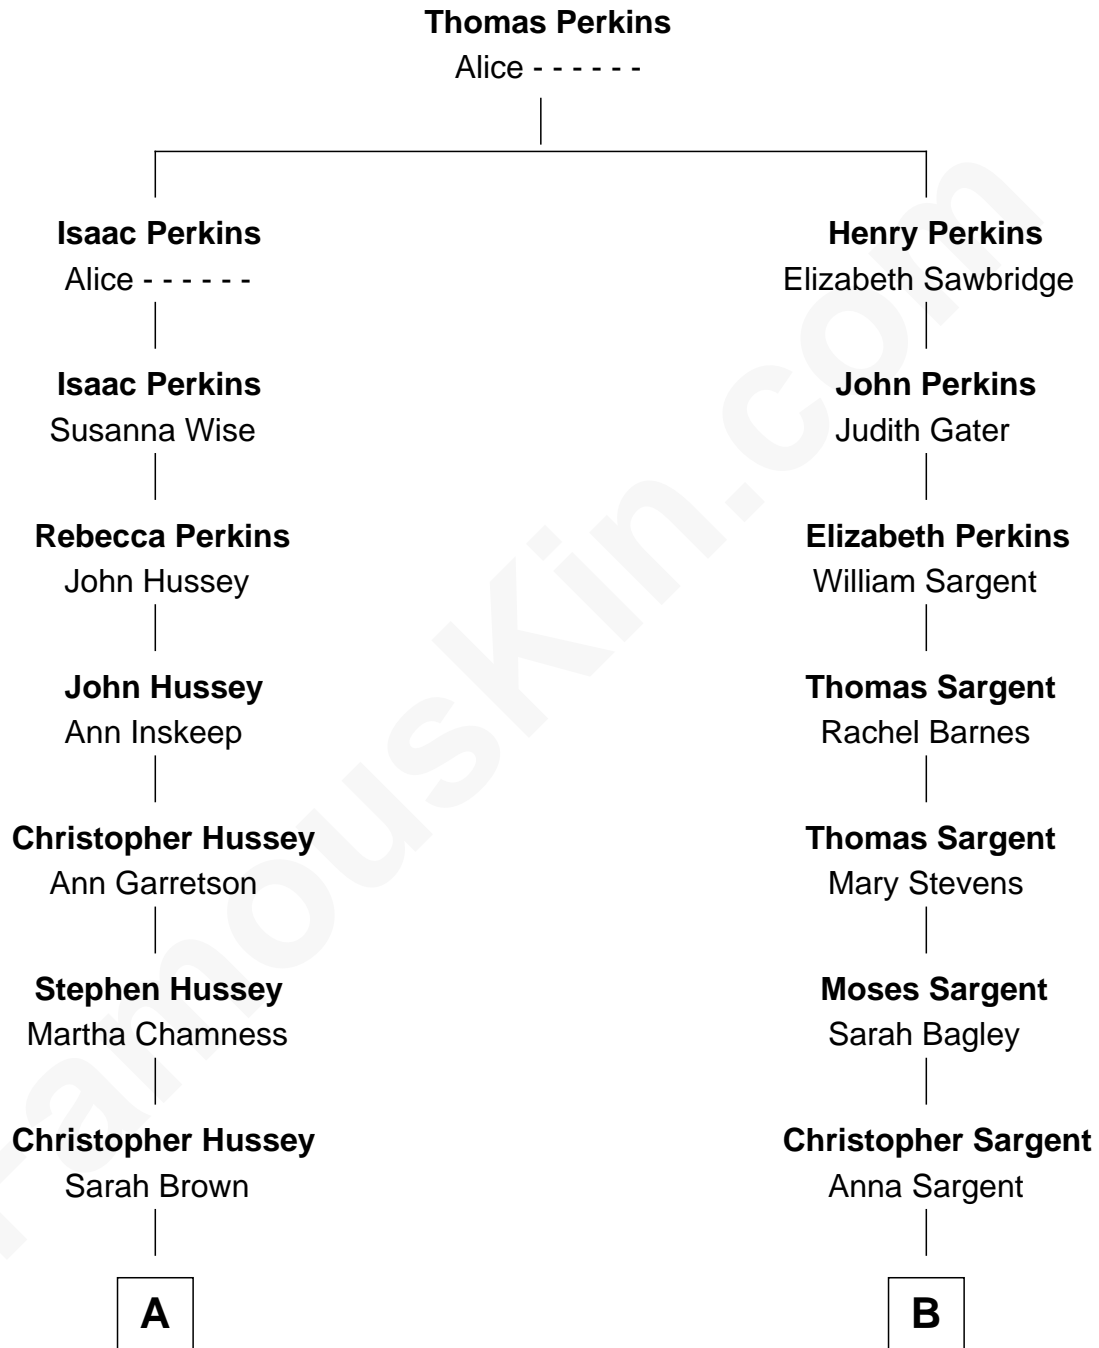 Thomas Perkins
Alice - - - - - -
Isaac Perkins
Alice - - - - - -
Henry Perkins
Elizabeth Sawbridge
Isaac Perkins
Susanna Wise
John Perkins
Judith Gater
Rebecca Perkins
John Hussey
Elizabeth Perkins
William Sargent
John Hussey
Ann Inskeep
Thomas Sargent
Rachel Barnes
Christopher Hussey
Ann Garretson
Thomas Sargent
Mary Stevens
Stephen Hussey
Martha Chamness
Moses Sargent
Sarah Bagley
Christopher Hussey
Sarah Brown
Christopher Sargent
Anna Sargent
A
B
FamousKin.com